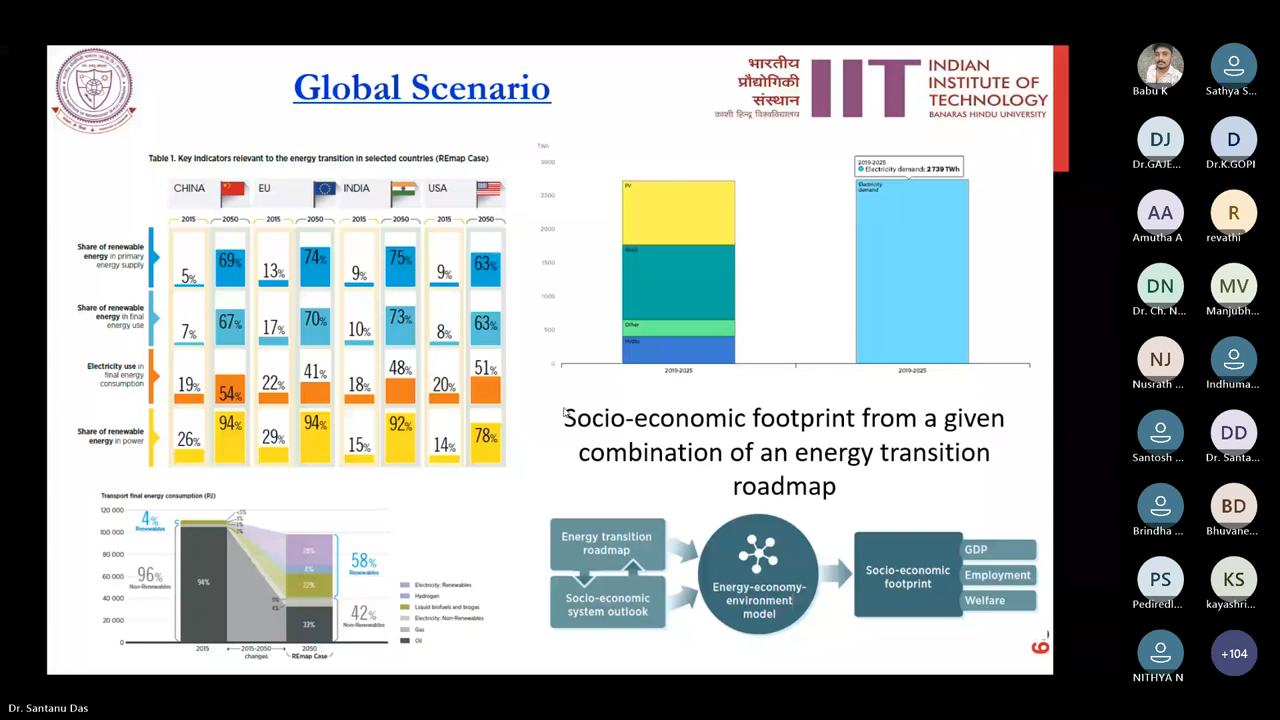 Global Scenario
भारतीय
प्रौद्योगिकी
संस्थान
काशी हिन्दू विश्वविद्यालय
IIT
INDIAN
INSTITUTE OF
TECHNOLOGY
BANARAS HINDU UNIVERSITY
Table 1. Key indicators relevant to the energy transition in selected countries (REmap Case)
CHINA EU INDIA USA
2015 2050 2015 2050 2015 2050 2015 2050
Share of renewable
energy in primary
energy supply
5% 69% 13% 74% 9% 75% 9% 63%
Share of renewable
energy in final
energy use
7% 67% 17% 70% 10% 73% 8% 63%
Electricity use in
final energy
consumption
19% 54% 22% 41% 18% 48% 20% 51%
Share of renewable
energy in power
26% 94% 29% 94% 15% 92% 14% 78%
TWh
3000
2500
2000
1500
1000
500
0
PV
Wind
Other
Hydro
2019-2025
Electricity demand: 2 739 TWh
Electricity
demand
2019-2025
2019-2025
Socio-economic footprint from a given
combination of an energy transition
roadmap
Transport final energy consumption (PJ)
120 000
100 000
80 000
60 000
40 000
20 000
0
4%
Renewables
96%
Non-Renewables
94%
22%
33%
58%
Renewables
42%
Non-Renewables
2015
2015-2050
changes
2050
REmap Case
Electricity: Renewables
Hydrogen
Liquid biofuels and biogas
Electricity: Non-Renewables
Gas
Oil
Energy transition
roadmap
Socio-economic
system outlook
Energy-economy-
environment
model
Socio-economic
footprint
GDP
Employment
Welfare
Babu K
Sathya S...
DJ
Dr.GAJE...
D
Dr.K.GOPI
AA
Amutha A
R
revathi
DN
Dr. Ch. N...
MV
Manjubh...
NJ
Nusrath ...
Indhuma...
Santosh ...
DD
Dr. Santa...
Brindha ...
BD
Bhuvane...
PS
Pediredl...
KS
kayashri...
NITHYA N
+104
Dr. Santanu Das